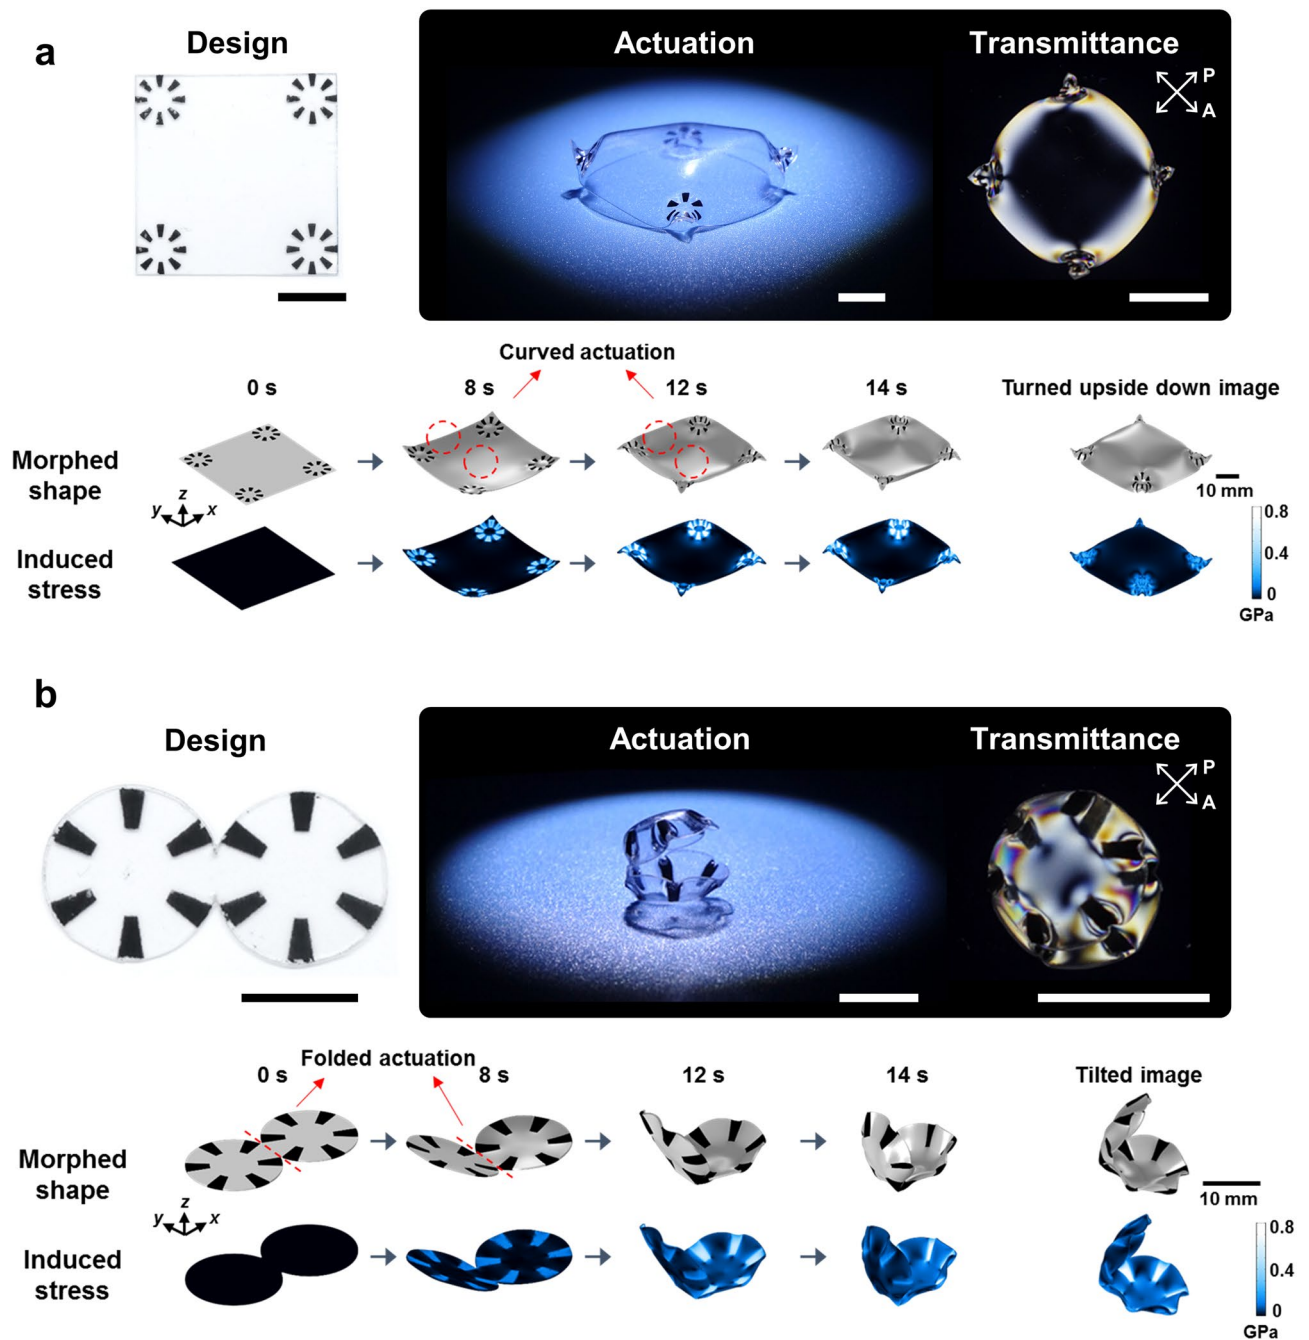 a
Design
Actuation
Transmittance
P
A
Curved actuation
0 s
8 s
12 s
14 s
Turned upside down image
Morphed
shape
10 mm
z
y
x
Induced
stress
0.8
0.4
0
GPa
b
Design
Actuation
Transmittance
P
A
Folded actuation
0 s
8 s
12 s
14 s
Tilted image
Morphed
shape
10 mm
z
y
x
Induced
stress
0.8
0.4
0
GPa